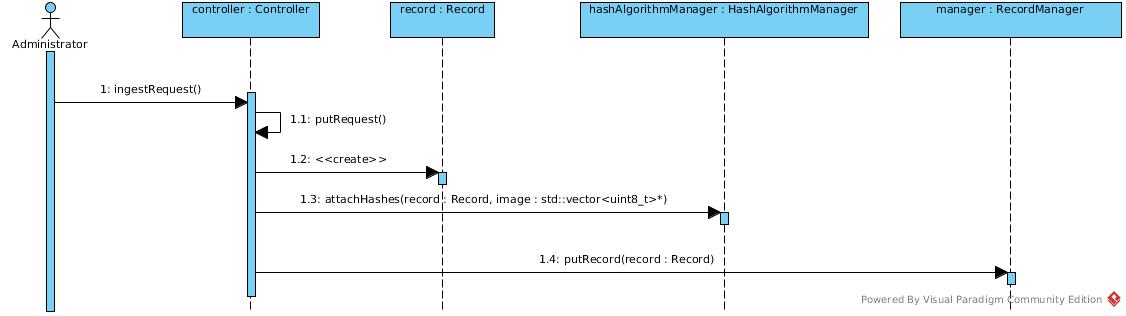 controller : Controller
record : Record
hashAlgorithmManager : HashAlgorithmManager
manager : RecordManager
Administrator
1: ingestRequest()
1.1: putRequest()
1.2: <<create>>
1.3: attachHashes(record : Record, image : std::vector<uint8_t>*)
1.4: putRecord(record : Record)
Powered By Visual Paradigm Community Edition